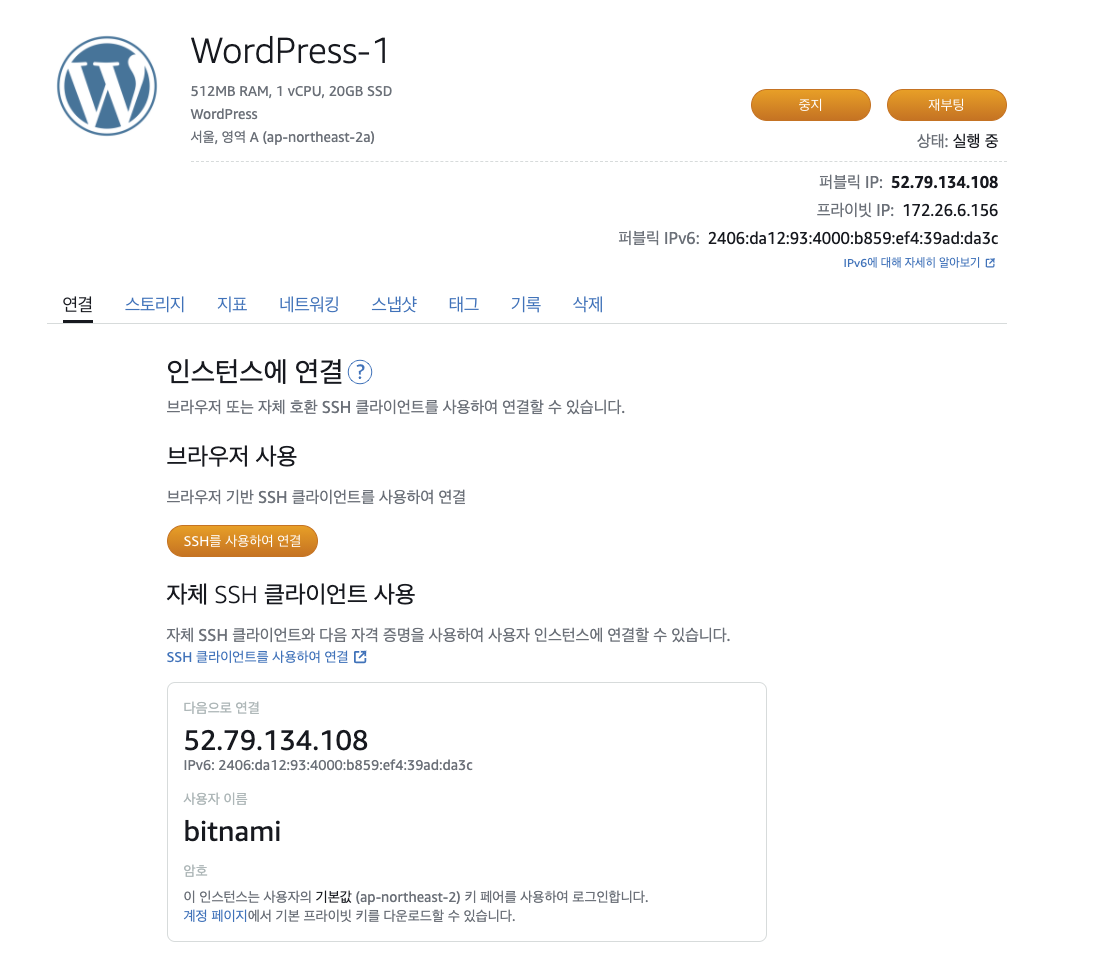 WordPress-1
512MB RAM, 1 vCPU, 20GB SSD
WordPress
서울, 영역 A (ap-northeast-2a)
중지
재부팅
상태: 실행 중
퍼블릭 IP: 52.79.134.108
프라이빗 IP: 172.26.6.156
퍼블릭 IPv6: 2406:da12:93:4000:b859:ef4:39ad:da3c
IPv6에 대해 자세히 알아보기
연결 스토리지 지표 네트워킹 스냅샷 태그 기록 삭제
인스턴스에 연결 ?
브라우저 또는 자체 호환 SSH 클라이언트를 사용하여 연결할 수 있습니다.
브라우저 사용
브라우저 기반 SSH 클라이언트를 사용하여 연결
SSH를 사용하여 연결
자체 SSH 클라이언트 사용
자체 SSH 클라이언트와 다음 자격 증명을 사용하여 사용자 인스턴스에 연결할 수 있습니다.
SSH 클라이언트를 사용하여 연결
다음으로 연결
52.79.134.108
IPv6: 2406:da12:93:4000:b859:ef4:39ad:da3c
사용자 이름
bitnami
암호
이 인스턴스는 사용자의 기본값 (ap-northeast-2) 키 페어를 사용하여 로그인합니다.
계정 페이지에서 기본 프라이빗 키를 다운로드할 수 있습니다.